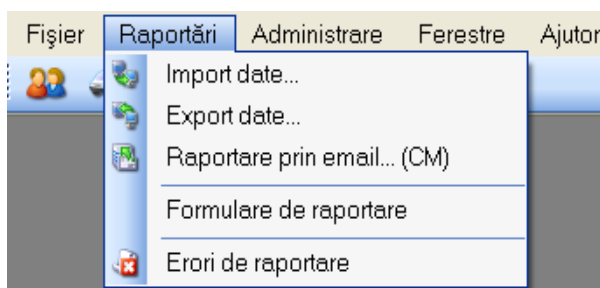 Fişier Raportări Administrare Ferestre Ajutor
Import date...
Export date...
Raportare prin email... (CM)
Formulare de raportare
Erori de raportare